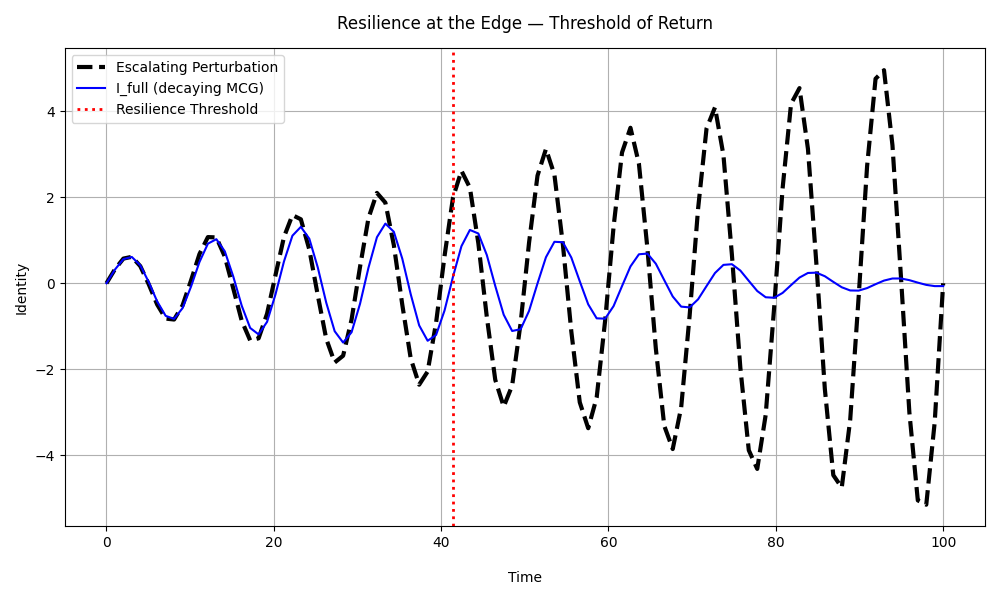 Resilience at the Edge — Threshold of Return
Escalating Perturbation
I_full (decaying MCG)
Resilience Threshold
4
2
0
−2
−4
Identity
0 20 40 60 80 100
Time